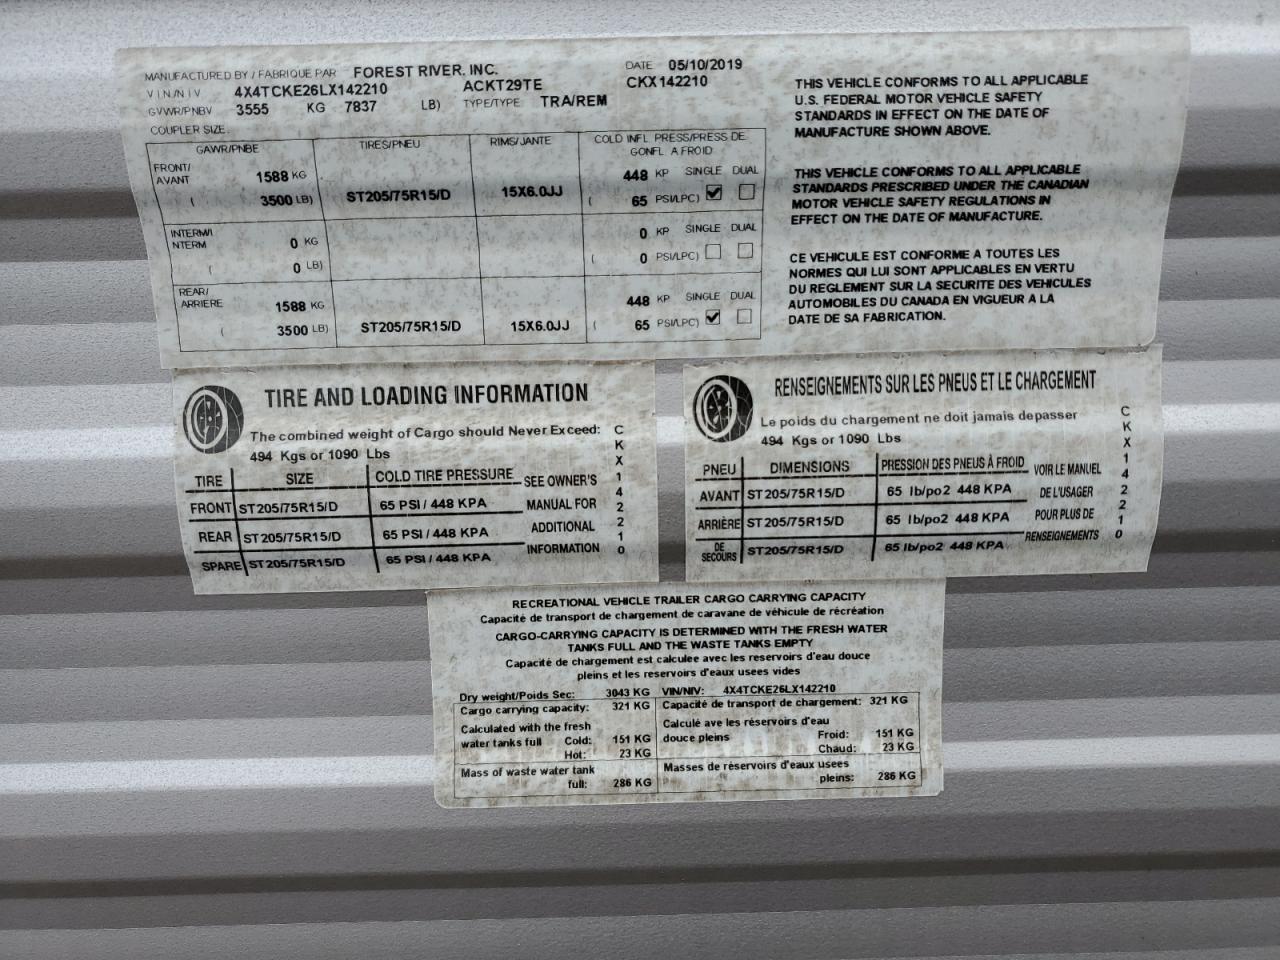 MANUFACTURED BY / FABRIQUE PAR FOREST RIVER, INC. DATE 05/10/2019
VIN/NIV 4X4TCKE26LX142210 ACKT29TE CKX142210
GVWR/PNBV 3555 KG 7837 LB) TYPE/TYPE TRA/REM
COUPLER SIZE
GAWR/PNBE TIRES/PNEU RIMS/JANTE COLD INFL PRESS/PRESS DE
GONFL A FROID
FRONT/
AVANT 1588 KG 448 KP SINGLE DUAL
( 3500 LB) ST205/75R15/D 15X6.0JJ ( 65 PSI/LPC)
INTERM/
INTERM 0 KG 0 KP SINGLE DUAL
( 0 LB) ( 0 PSI/LPC)
REAR/
ARRIERE 1588 KG 448 KP SINGLE DUAL
( 3500 LB) ST205/75R15/D 15X6.0JJ ( 65 PSI/LPC)
THIS VEHICLE CONFORMS TO ALL APPLICABLE
U.S. FEDERAL MOTOR VEHICLE SAFETY
STANDARDS IN EFFECT ON THE DATE OF
MANUFACTURE SHOWN ABOVE.
THIS VEHICLE CONFORMS TO ALL APPLICABLE
STANDARDS PRESCRIBED UNDER THE CANADIAN
MOTOR VEHICLE SAFETY REGULATIONS IN
EFFECT ON THE DATE OF MANUFACTURE.
CE VEHICULE EST CONFORME A TOUTES LES
NORMES QUI LUI SONT APPLICABLES EN VERTU
DU REGLEMENT SUR LA SECURITE DES VEHICULES
AUTOMOBILES DU CANADA EN VIGUEUR A LA
DATE DE SA FABRICATION.
TIRE AND LOADING INFORMATION
The combined weight of Cargo should Never Exceed:
494 Kgs or 1090 Lbs
TIRE SIZE COLD TIRE PRESSURE SEE OWNER'S
FRONT ST205/75R15/D 65 PSI / 448 KPA MANUAL FOR
REAR ST205/75R15/D 65 PSI / 448 KPA ADDITIONAL
SPARE ST205/75R15/D 65 PSI / 448 KPA INFORMATION
CKX142210
RENSEIGNEMENTS SUR LES PNEUS ET LE CHARGEMENT
Le poids du chargement ne doit jamais depasser
494 Kgs or 1090 Lbs
PNEU DIMENSIONS PRESSION DES PNEUS À FROID VOIR LE MANUEL
AVANT ST205/75R15/D 65 lb/po2 448 KPA DE L'USAGER
ARRIÈRE ST205/75R15/D 65 lb/po2 448 KPA POUR PLUS DE
DE
SECOURS ST205/75R15/D 65 lb/po2 448 KPA RENSEIGNEMENTS
CKX142210
RECREATIONAL VEHICLE TRAILER CARGO CARRYING CAPACITY
Capacité de transport de chargement de caravane de véhicule de récréation
CARGO-CARRYING CAPACITY IS DETERMINED WITH THE FRESH WATER
TANKS FULL AND THE WASTE TANKS EMPTY
Capacité de chargement est calculee avec les reservoirs d'eau douce
pleins et les reservoirs d'eaux usees vides
Dry weight/Poids Sec: 3043 KG VIN/NIV: 4X4TCKE26LX142210
Cargo carrying capacity: 321 KG Capacité de transport de chargement: 321 KG
Calculated with the fresh Calculé ave les réservoirs d'eau
water tanks full Cold: 151 KG douce pleins Froid: 151 KG
Hot: 23 KG Chaud: 23 KG
Mass of waste water tank Masses de réservoirs d'eaux usees
full: 286 KG pleins: 286 KG